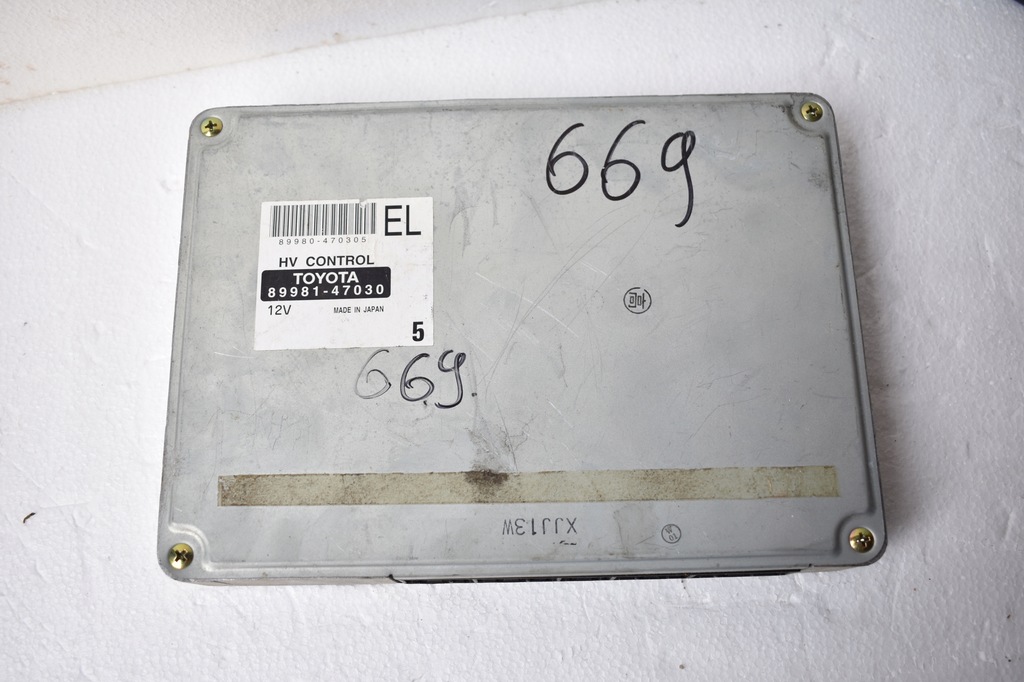 669
EL
89980-470305
HV CONTROL
TOYOTA
89981-47030
12V MADE IN JAPAN
5
669.
XJJ13W